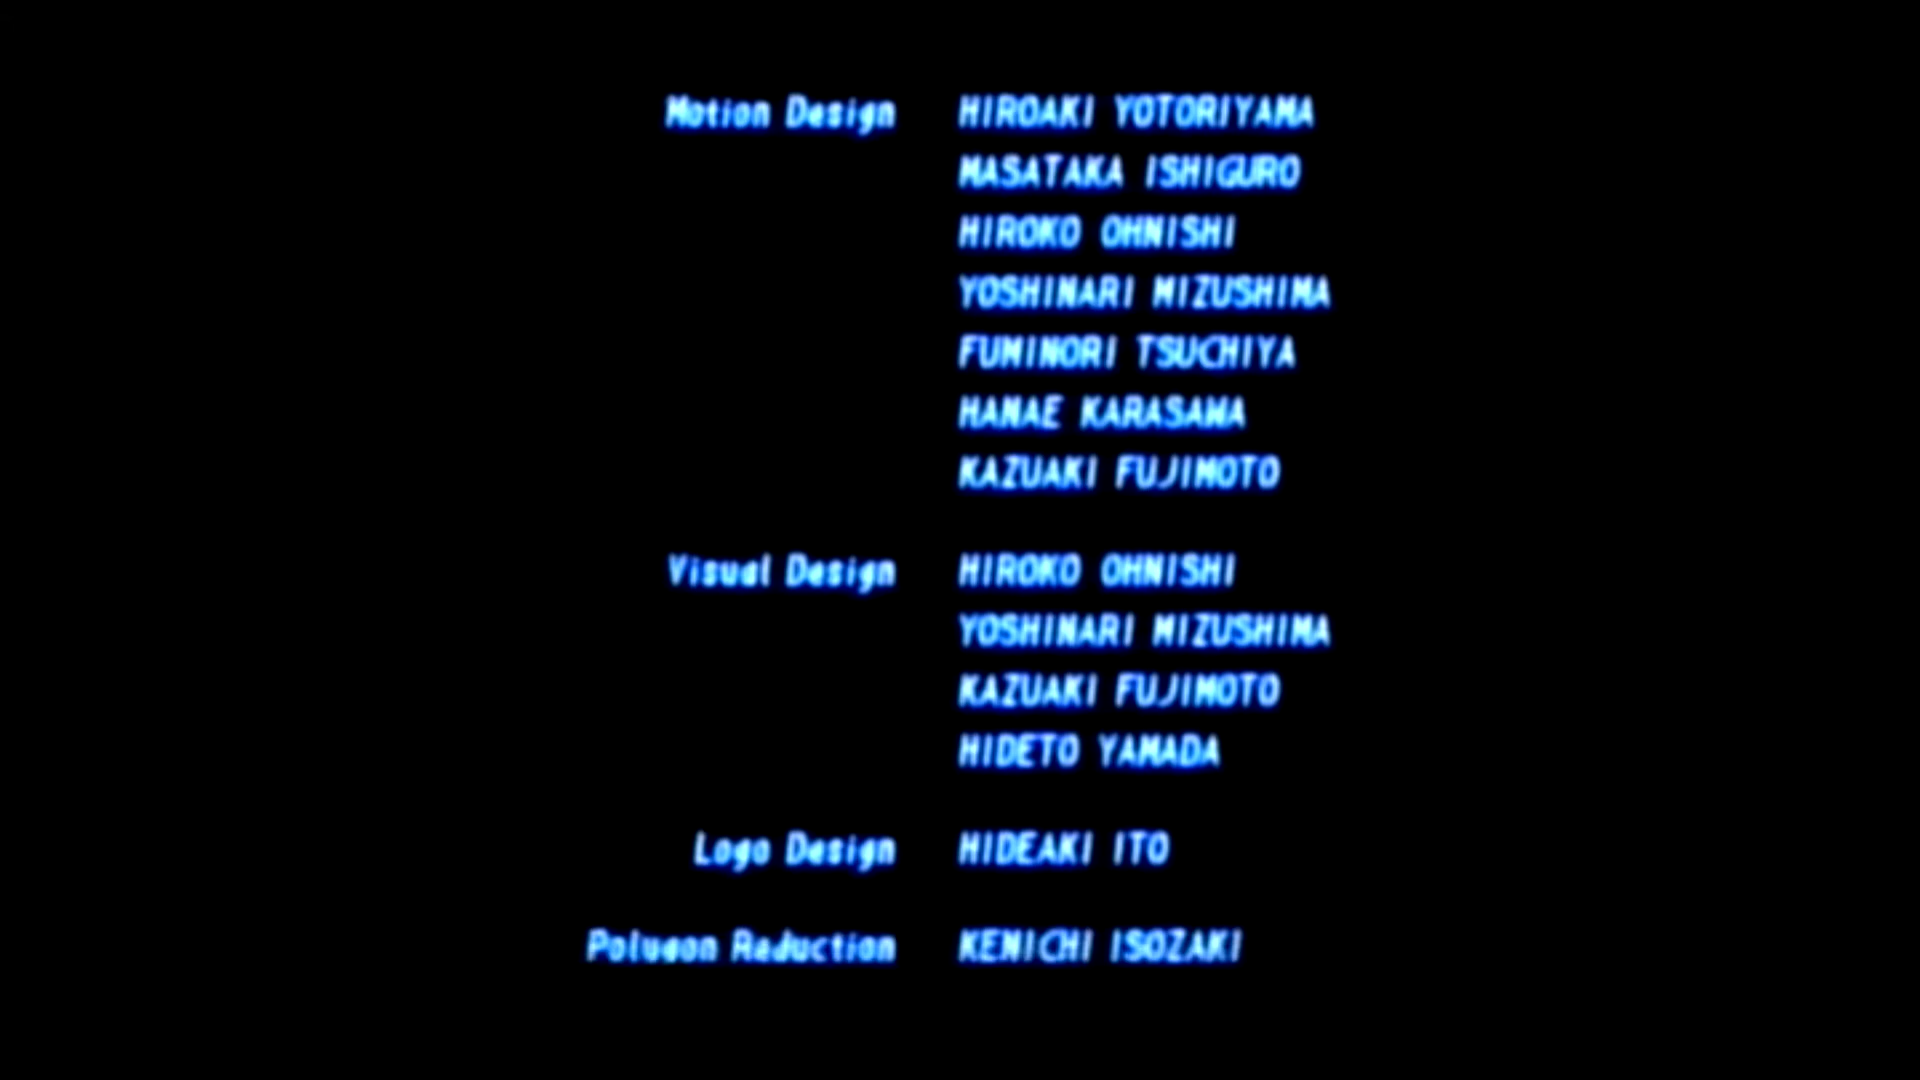 Motion Design HIROAKI YOTORIYAMA
MASATAKA ISHIGURO
HIROKO OHNISHI
YOSHINARI MIZUSHIMA
FUMINORI TSUCHIYA
HANAE KARASAWA
KAZUAKI FUJIMOTO
Visual Design HIROKO OHNISHI
YOSHINARI MIZUSHIMA
KAZUAKI FUJIMOTO
HIDETO YAMADA
Logo Design HIDEAKI ITO
Polygon Reduction KENICHI ISOZAKI